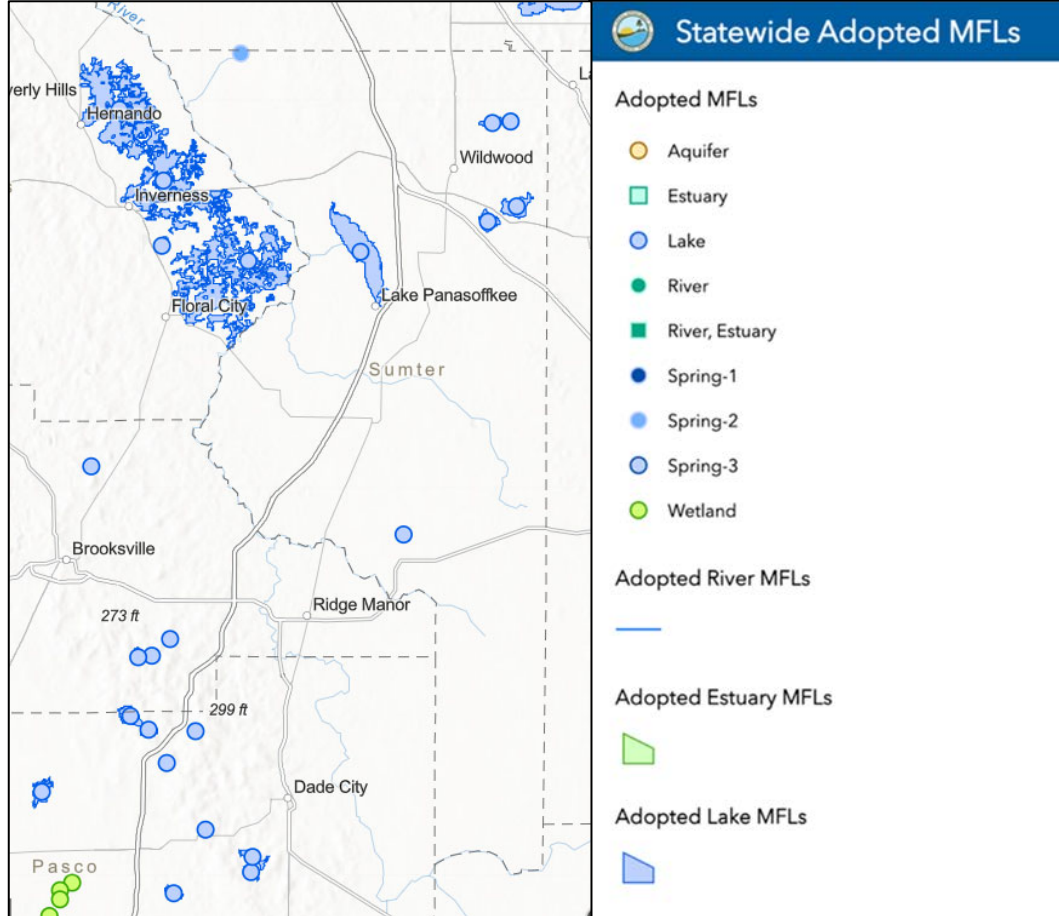 River
verly Hills
Hernando
La
Wildwood
Inverness
Lake Panasoffkee
Floral City
Sumter
Brooksville
273 ft
Ridge Manor
299 ft
Dade City
Pasco
Statewide Adopted MFLs
Adopted MFLs
Aquifer
Estuary
Lake
River
River, Estuary
Spring-1
Spring-2
Spring-3
Wetland
Adopted River MFLs
Adopted Estuary MFLs
Adopted Lake MFLs